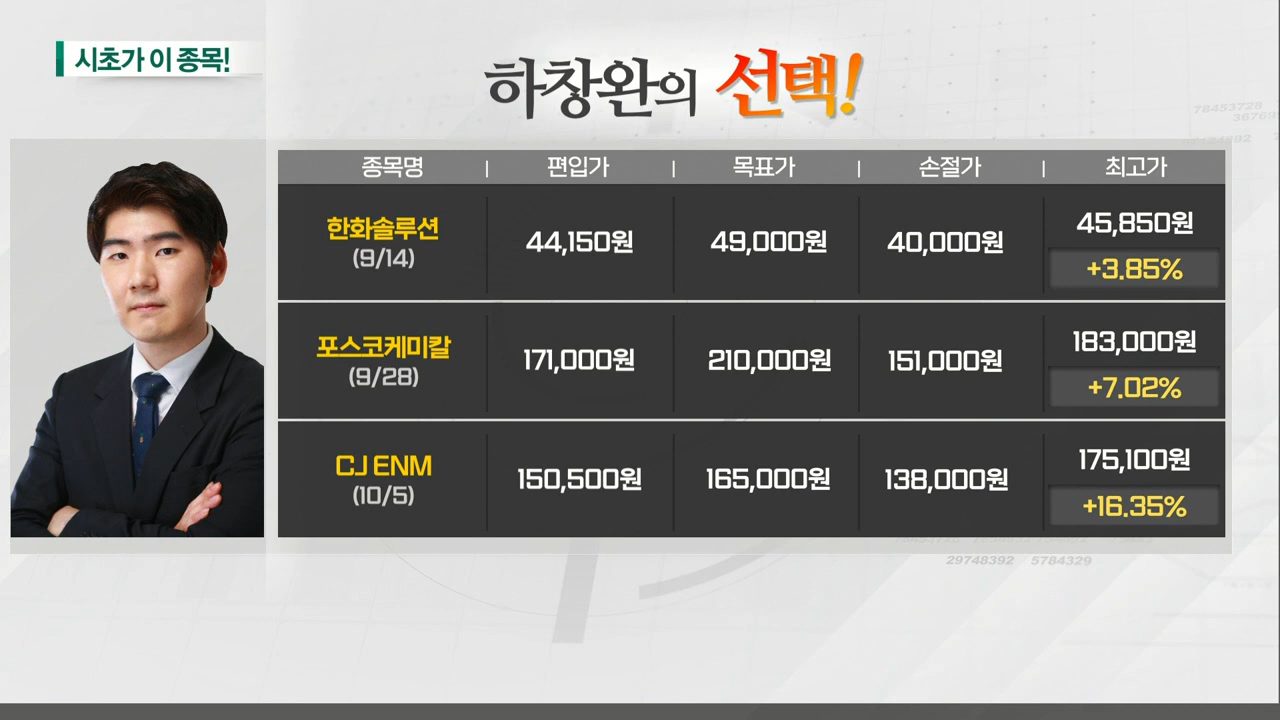 시초가 이 종목!
하창완의 선택!
종목명 | 편입가 | 목표가 | 손절가 | 최고가
한화솔루션
(9/14)
44,150원
49,000원
40,000원
45,850원
+3.85%
포스코케미칼
(9/28)
171,000원
210,000원
151,000원
183,000원
+7.02%
CJ ENM
(10/5)
150,500원
165,000원
138,000원
175,100원
+16.35%
78453728
29748392 5784329